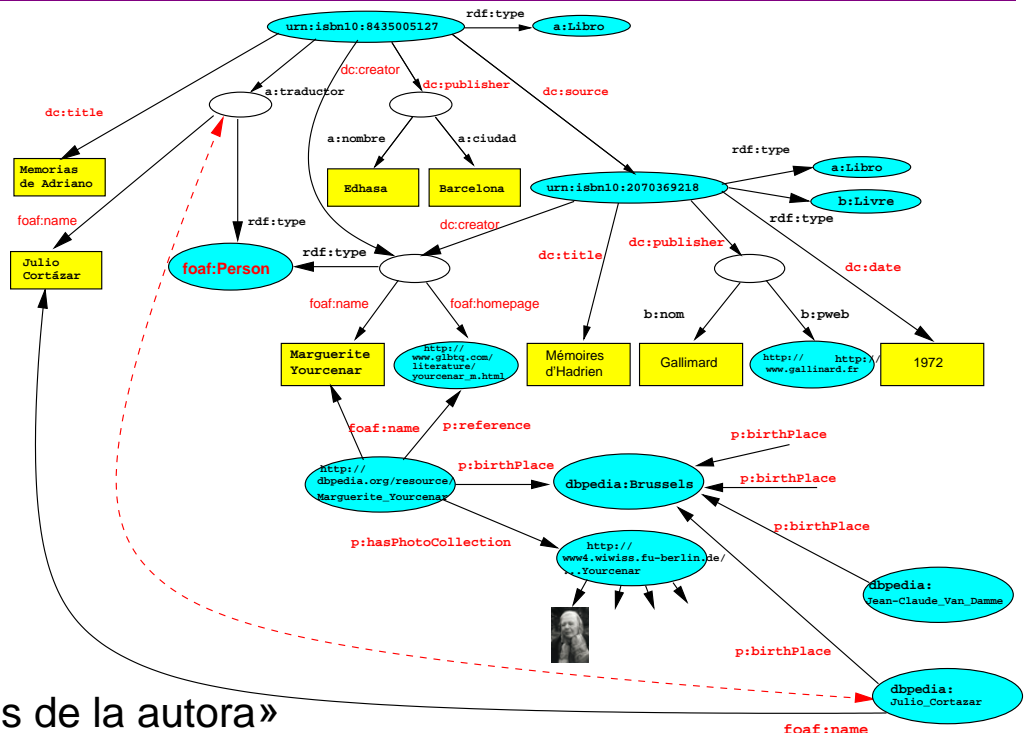 urn:isbn10:8435005127
rdf:type
a:Libro
dc:creator
dc:publisher
dc:source
a:traductor
dc:title
a:nombre
a:ciudad
rdf:type
Memorias
de Adriano
Edhasa
Barcelona
urn:isbn10:2070369218
a:Libro
b:Livre
foaf:name
rdf:type
dc:creator
rdf:type
dc:publisher
rdf:type
dc:title
dc:date
Julio
Cortázar
foaf:Person
foaf:name
foaf:homepage
b:nom
b:pweb
Marguerite
Yourcenar
http://
www.glbtq.com/
literature/
yourcenar_m.html
Mémoires
d'Hadrien
Gallimard
http://
http://
www.gallinard.fr
1972
foaf:name
p:reference
p:birthPlace
http://
dbpedia.org/resource/
Marguerite_Yourcenar
p:birthPlace
dbpedia:Brussels
p:birthPlace
p:birthPlace
p:hasPhotoCollection
http://
www4.wiwiss.fu-berlin.de/
...Yourcenar
dbpedia:
Jean-Claude_Van_Damme
p:birthPlace
dbpedia:
Julio_Cortazar
s de la autora»
foaf:name